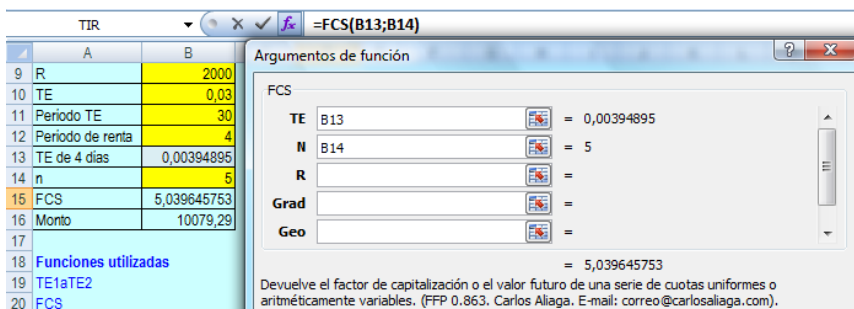 TIR
=FCS(B13;B14)
A B
9 R 2000
10 TE 0,03
11 Periodo TE 30
12 Periodo de renta 4
13 TE de 4 dias 0,00394895
14 n 5
15 FCS 5,039645753
16 Monto 10079,29
17
18 Funciones utilizadas
19 TE1aTE2
20 FCS
Argumentos de función
FCS
TE B13 = 0,00394895
N B14 = 5
R =
Grad =
Geo =
= 5,039645753
Devuelve el factor de capitalización o el valor futuro de una serie de cuotas uniformes o
aritméticamente variables. (FFP 0.863. Carlos Aliaga. E-mail: correo@carlosaliaga.com).